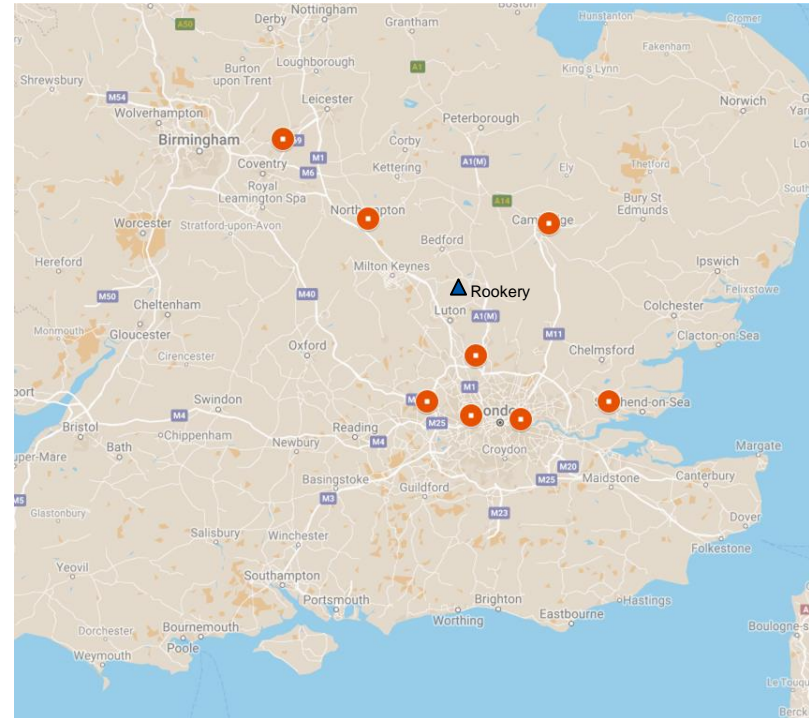 Nottingham
Boston
Hunstanton
Cromer
A50
Derby
Grantham
Fakenham
Loughborough
Burton
upon Trent
A1
King's Lynn
Shrewsbury
M54
Leicester
Norwich
Wolverhampton
Peterborough
Birmingham
M1
Corby
Coventry
M6
Kettering
A1(M)
Ely
Thetford
Royal
Leamington Spa
A14
Bury St
Edmunds
Worcester
Stratford-upon-Avon
Bedford
Hereford
Milton Keynes
Ipswich
M50
M40
Rookery
Felixstowe
Cheltenham
Luton
A1(M)
Colchester
Monmouth
Gloucester
M11
Clacton-on-Sea
Oxford
Chelmsford
Cirencester
M1
Swindon
M4
M25
Reading
M4
Bristol
Chippenham
Bath
Newbury
Croydon
Margate
M20
Basingstoke
M25
Maidstone
Canterbury
M5
M3
Guildford
Glastonbury
M23
Dover
Salisbury
Winchester
Folkestone
Yeovil
Southampton
Hastings
Portsmouth
Brighton
Eastbourne
Worthing
Dorchester
Bournemouth
Poole
Weymouth